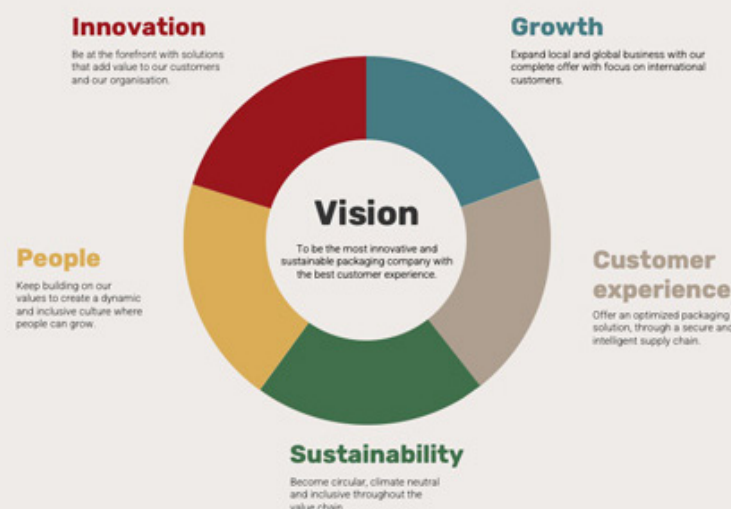 Innovation
Be at the forefront with solutions
that add value to our customers
and our organisation.
Growth
Expand local and global business with our
complete offer with focus on international
customers.
Vision
To be the most innovative and
sustainable packaging company with
the best customer experience.
People
Keep building on our
values to create a dynamic
and inclusive culture where
people can grow.
Customer
experience
Offer an optimized packaging
solution, through a secure and
intelligent supply chain.
Sustainability
Become circular, climate neutral
and inclusive throughout the
value chain